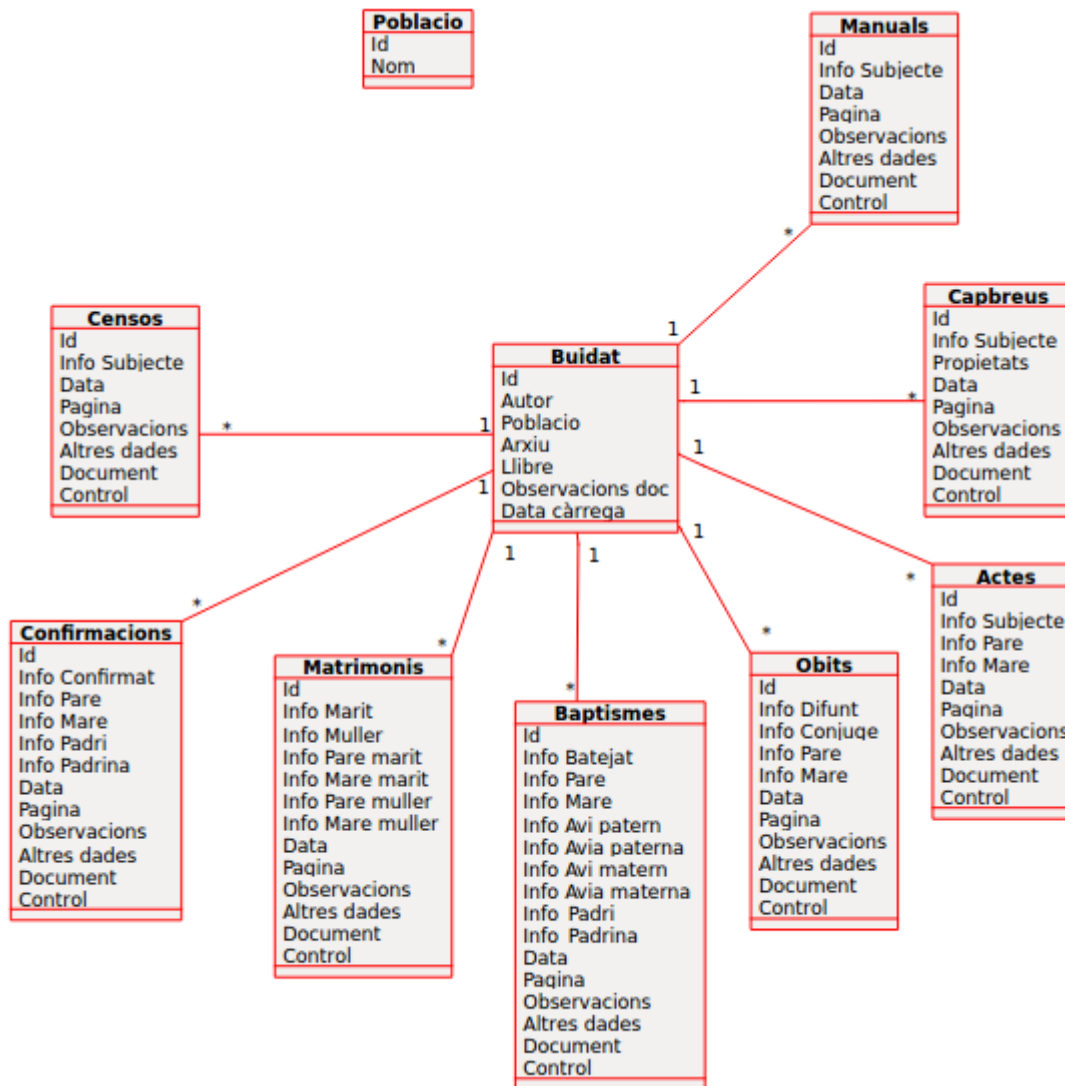 Poblacio
Id
Nom
Manuals
Id
Info Subjecte
Data
Pagina
Observacions
Altres dades
Document
Control
*
1
Censos
Id
Info Subjecte
Data
Pagina
Observacions
Altres dades
Document
Control
*
1
Buidat
Id
Autor
Poblacio
Arxiu
Llibre
Observacions doc
Data càrrega
1
*
Capbreus
Id
Info Subjecte
Propietats
Data
Pagina
Observacions
Altres dades
Document
Control
1
*
Actes
Id
Info Subjecte
Info Pare
Info Mare
Data
Pagina
Observacions
Altres dades
Document
Control
1
*
Confirmacions
Id
Info Confirmat
Info Pare
Info Mare
Info Padri
Info Padrina
Data
Pagina
Observacions
Altres dades
Document
Control
1
*
Matrimonis
Id
Info Marit
Info Muller
Info Pare marit
Info Mare marit
Info Pare muller
Info Mare muller
Data
Pagina
Observacions
Altres dades
Document
Control
1
*
Baptismes
Id
Info Batejat
Info Pare
Info Mare
Info Avi patern
Info Avia paterna
Info Avi matern
Info Avia materna
Info Padri
Info Padrina
Data
Pagina
Observacions
Altres dades
Document
Control
1
*
Obits
Id
Info Difunt
Info Conjuge
Info Pare
Info Mare
Data
Pagina
Observacions
Altres dades
Document
Control